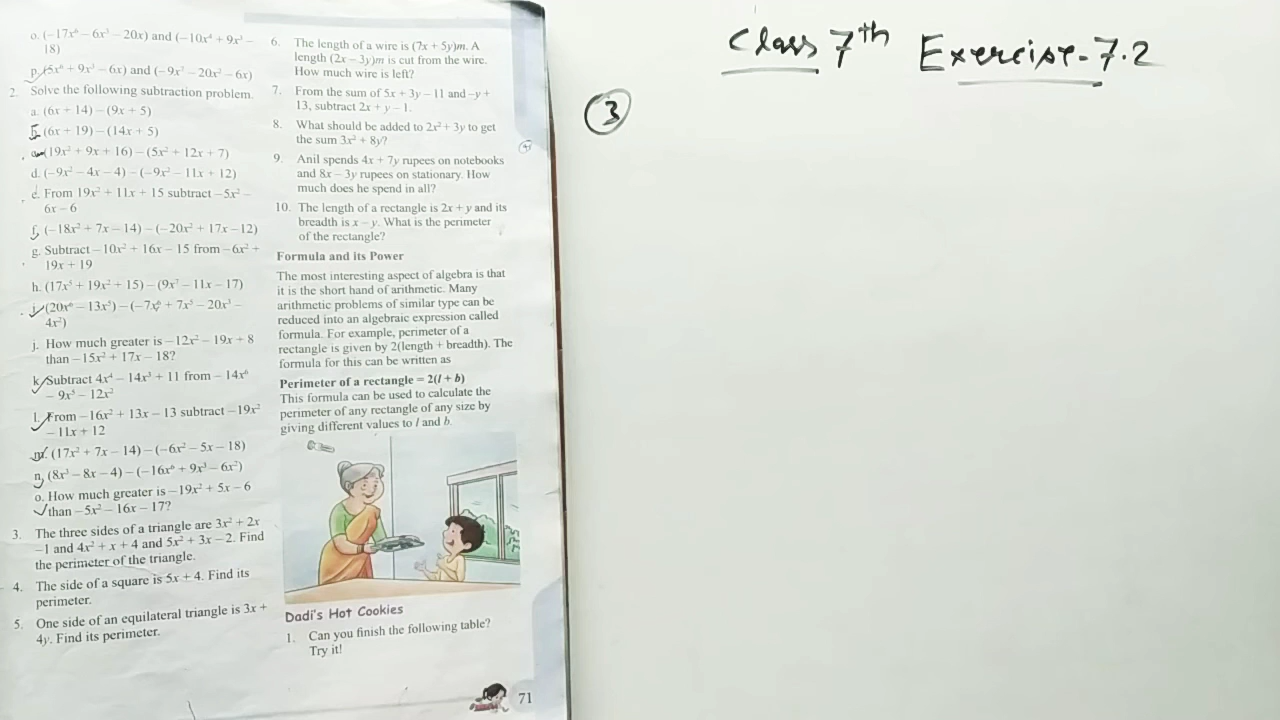 o. (−17x⁶ − 6x³ − 20x) and (−10x⁴ + 9x³ −
18)
p. (5x⁶ + 9x³ − 6x) and (−9x⁷ − 20x² − 6x)
2. Solve the following subtraction problem.
a. (6x + 14) − (9x + 5)
(6x + 19) − (14x + 5)
(19x² + 9x + 16) − (5x² + 12x + 7)
d. (−9x² − 4x − 4) − (−9x² − 11x + 12)
e. From 19x² + 11x + 15 subtract −5x² −
6x − 6
f. (−18x² + 7x − 14) − (−20x² + 17x − 12)
g. Subtract −10x² + 16x − 15 from −6x² +
19x + 19
h. (17x⁵ + 19x² + 15) − (9x⁷ − 11x − 17)
i. (20x⁶ − 13x⁵) − (−7x⁶ + 7x⁵ − 20x³ −
4x²)
j. How much greater is −12x² − 19x + 8
than −15x² + 17x − 18?
k. Subtract 4x⁴ − 14x³ + 11 from − 14x⁶
− 9x⁵ − 12x²
l. From −16x² + 13x − 13 subtract −19x²
− 11x + 12
m. (17x² + 7x − 14) − (−6x² − 5x − 18)
n. (8x³ − 8x − 4) − (−16x⁶ + 9x³ − 6x²)
o. How much greater is −19x² + 5x − 6
than −5x² − 16x − 17?
3. The three sides of a triangle are 3x² + 2x
−1 and 4x² + x + 4 and 5x² + 3x − 2. Find
the perimeter of the triangle.
4. The side of a square is 5x + 4. Find its
perimeter.
5. One side of an equilateral triangle is 3x +
4y. Find its perimeter.
6. The length of a wire is (7x + 5y)m. A
length (2x − 3y)m is cut from the wire.
How much wire is left?
7. From the sum of 5x + 3y − 11 and −y +
13, subtract 2x + y − 1.
8. What should be added to 2x² + 3y to get
the sum 3x² + 8y?
9. Anil spends 4x + 7y rupees on notebooks
and 8x − 3y rupees on stationary. How
much does he spend in all?
10. The length of a rectangle is 2x + y and its
breadth is x − y. What is the perimeter
of the rectangle?
Formula and its Power
The most interesting aspect of algebra is that
it is the short hand of arithmetic. Many
arithmetic problems of similar type can be
reduced into an algebraic expression called
formula. For example, perimeter of a
rectangle is given by 2(length + breadth). The
formula for this can be written as
Perimeter of a rectangle = 2(l + b)
This formula can be used to calculate the
perimeter of any rectangle of any size by
giving different values to l and b.
Dadi's Hot Cookies
1. Can you finish the following table?
Try it!
71
Class 7th Exercise-7.2
3